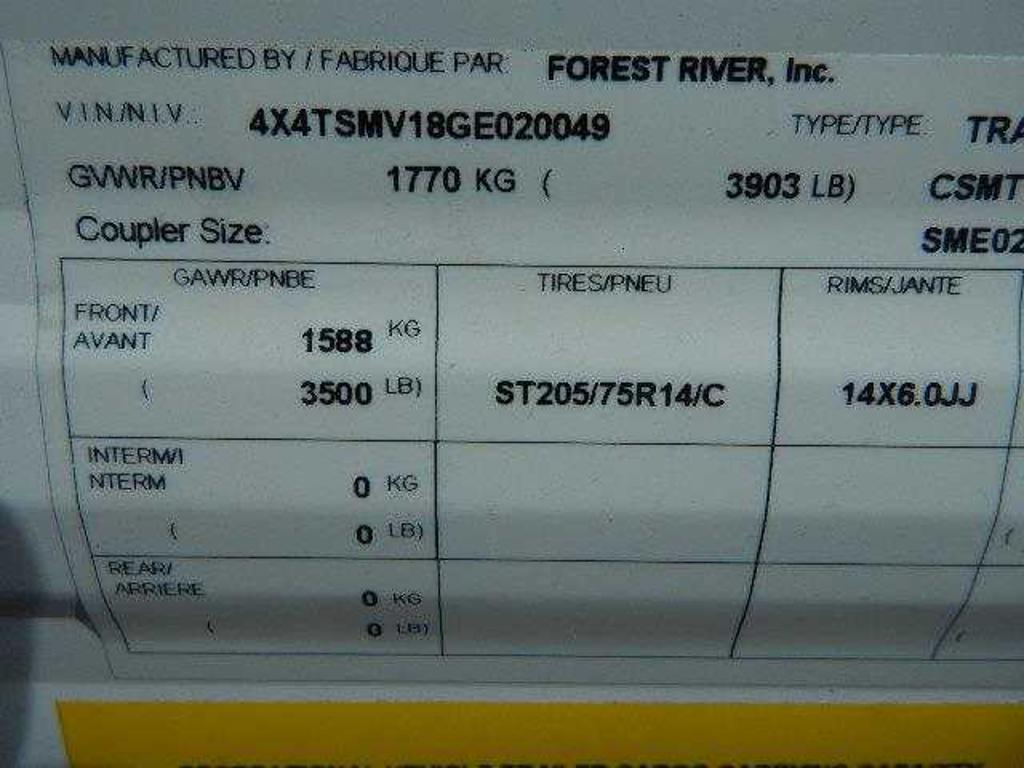 MANUFACTURED BY / FABRIQUE PAR: FOREST RIVER, Inc.
V.I.N./N.I.V.: 4X4TSMV18GE020049 TYPE/TYPE: TRA
GVWR/PNBV 1770 KG ( 3903 LB) CSMT
Coupler Size: SME02
GAWR/PNBE TIRES/PNEU RIMS/JANTE
FRONT/
AVANT 1588 KG
( 3500 LB) ST205/75R14/C 14X6.0JJ
INTERM/I
NTERM 0 KG
( 0 LB) (
REAR/
ARRIERE 0 KG
( 0 LB) (